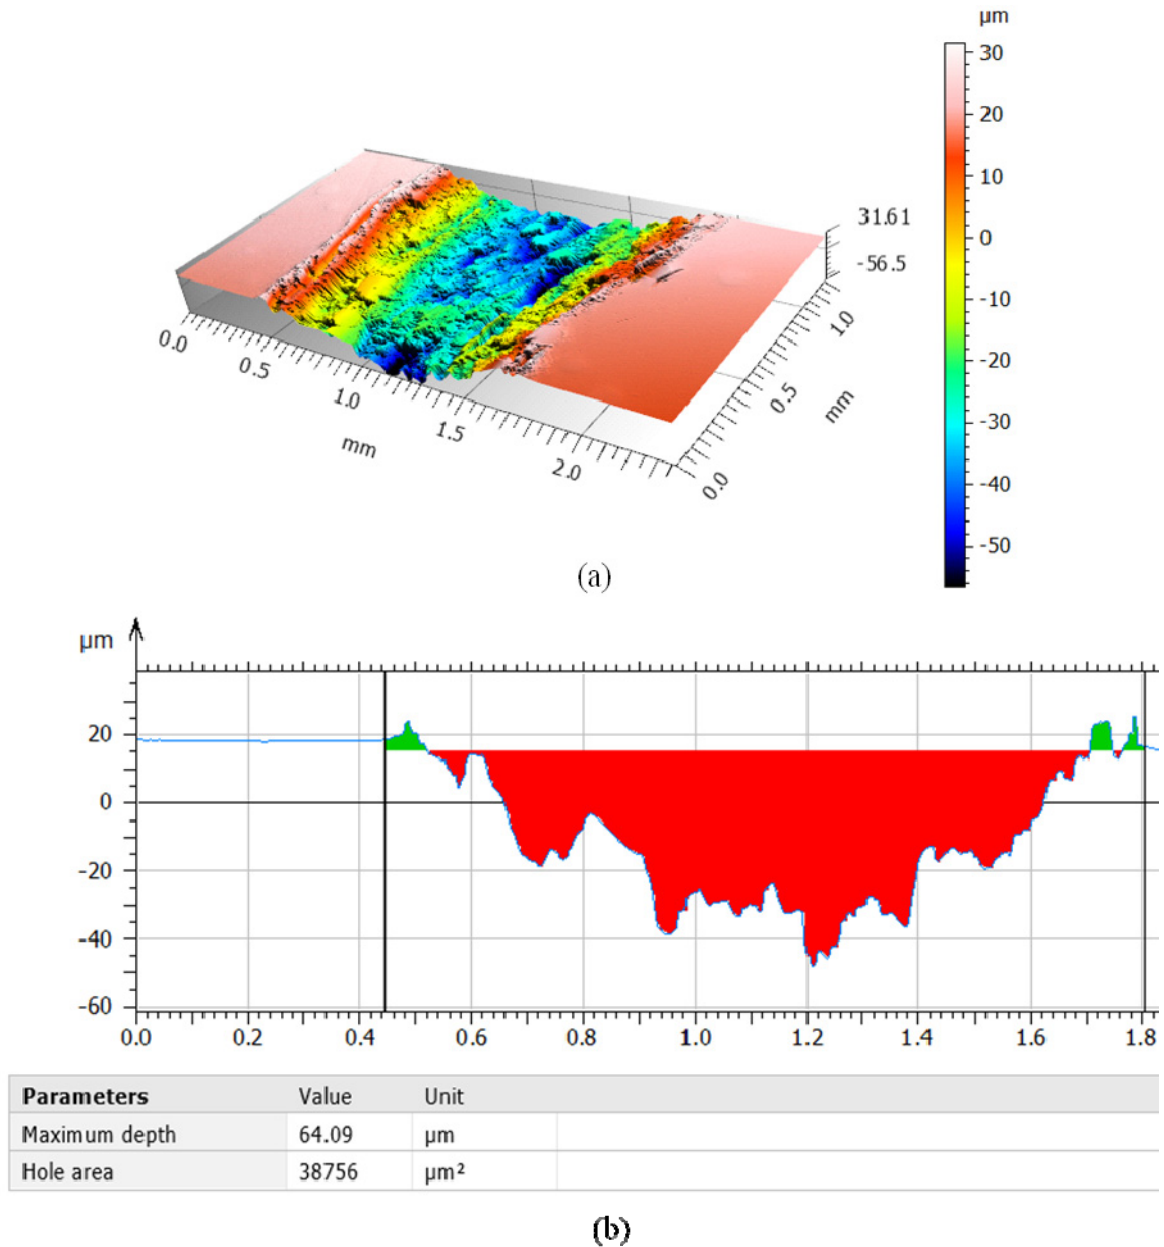 µm
30
20
10
0
-10
-20
-30
-40
-50
31.61
-56.5
0.0
0.5
1.0
1.5
2.0
mm
0.0
0.5
1.0
mm
(a)
µm
20
0
-20
-40
-60
0.0 0.2 0.4 0.6 0.8 1.0 1.2 1.4 1.6 1.8
Parameters Value Unit
Maximum depth 64.09 µm
Hole area 38756 µm²
(b)